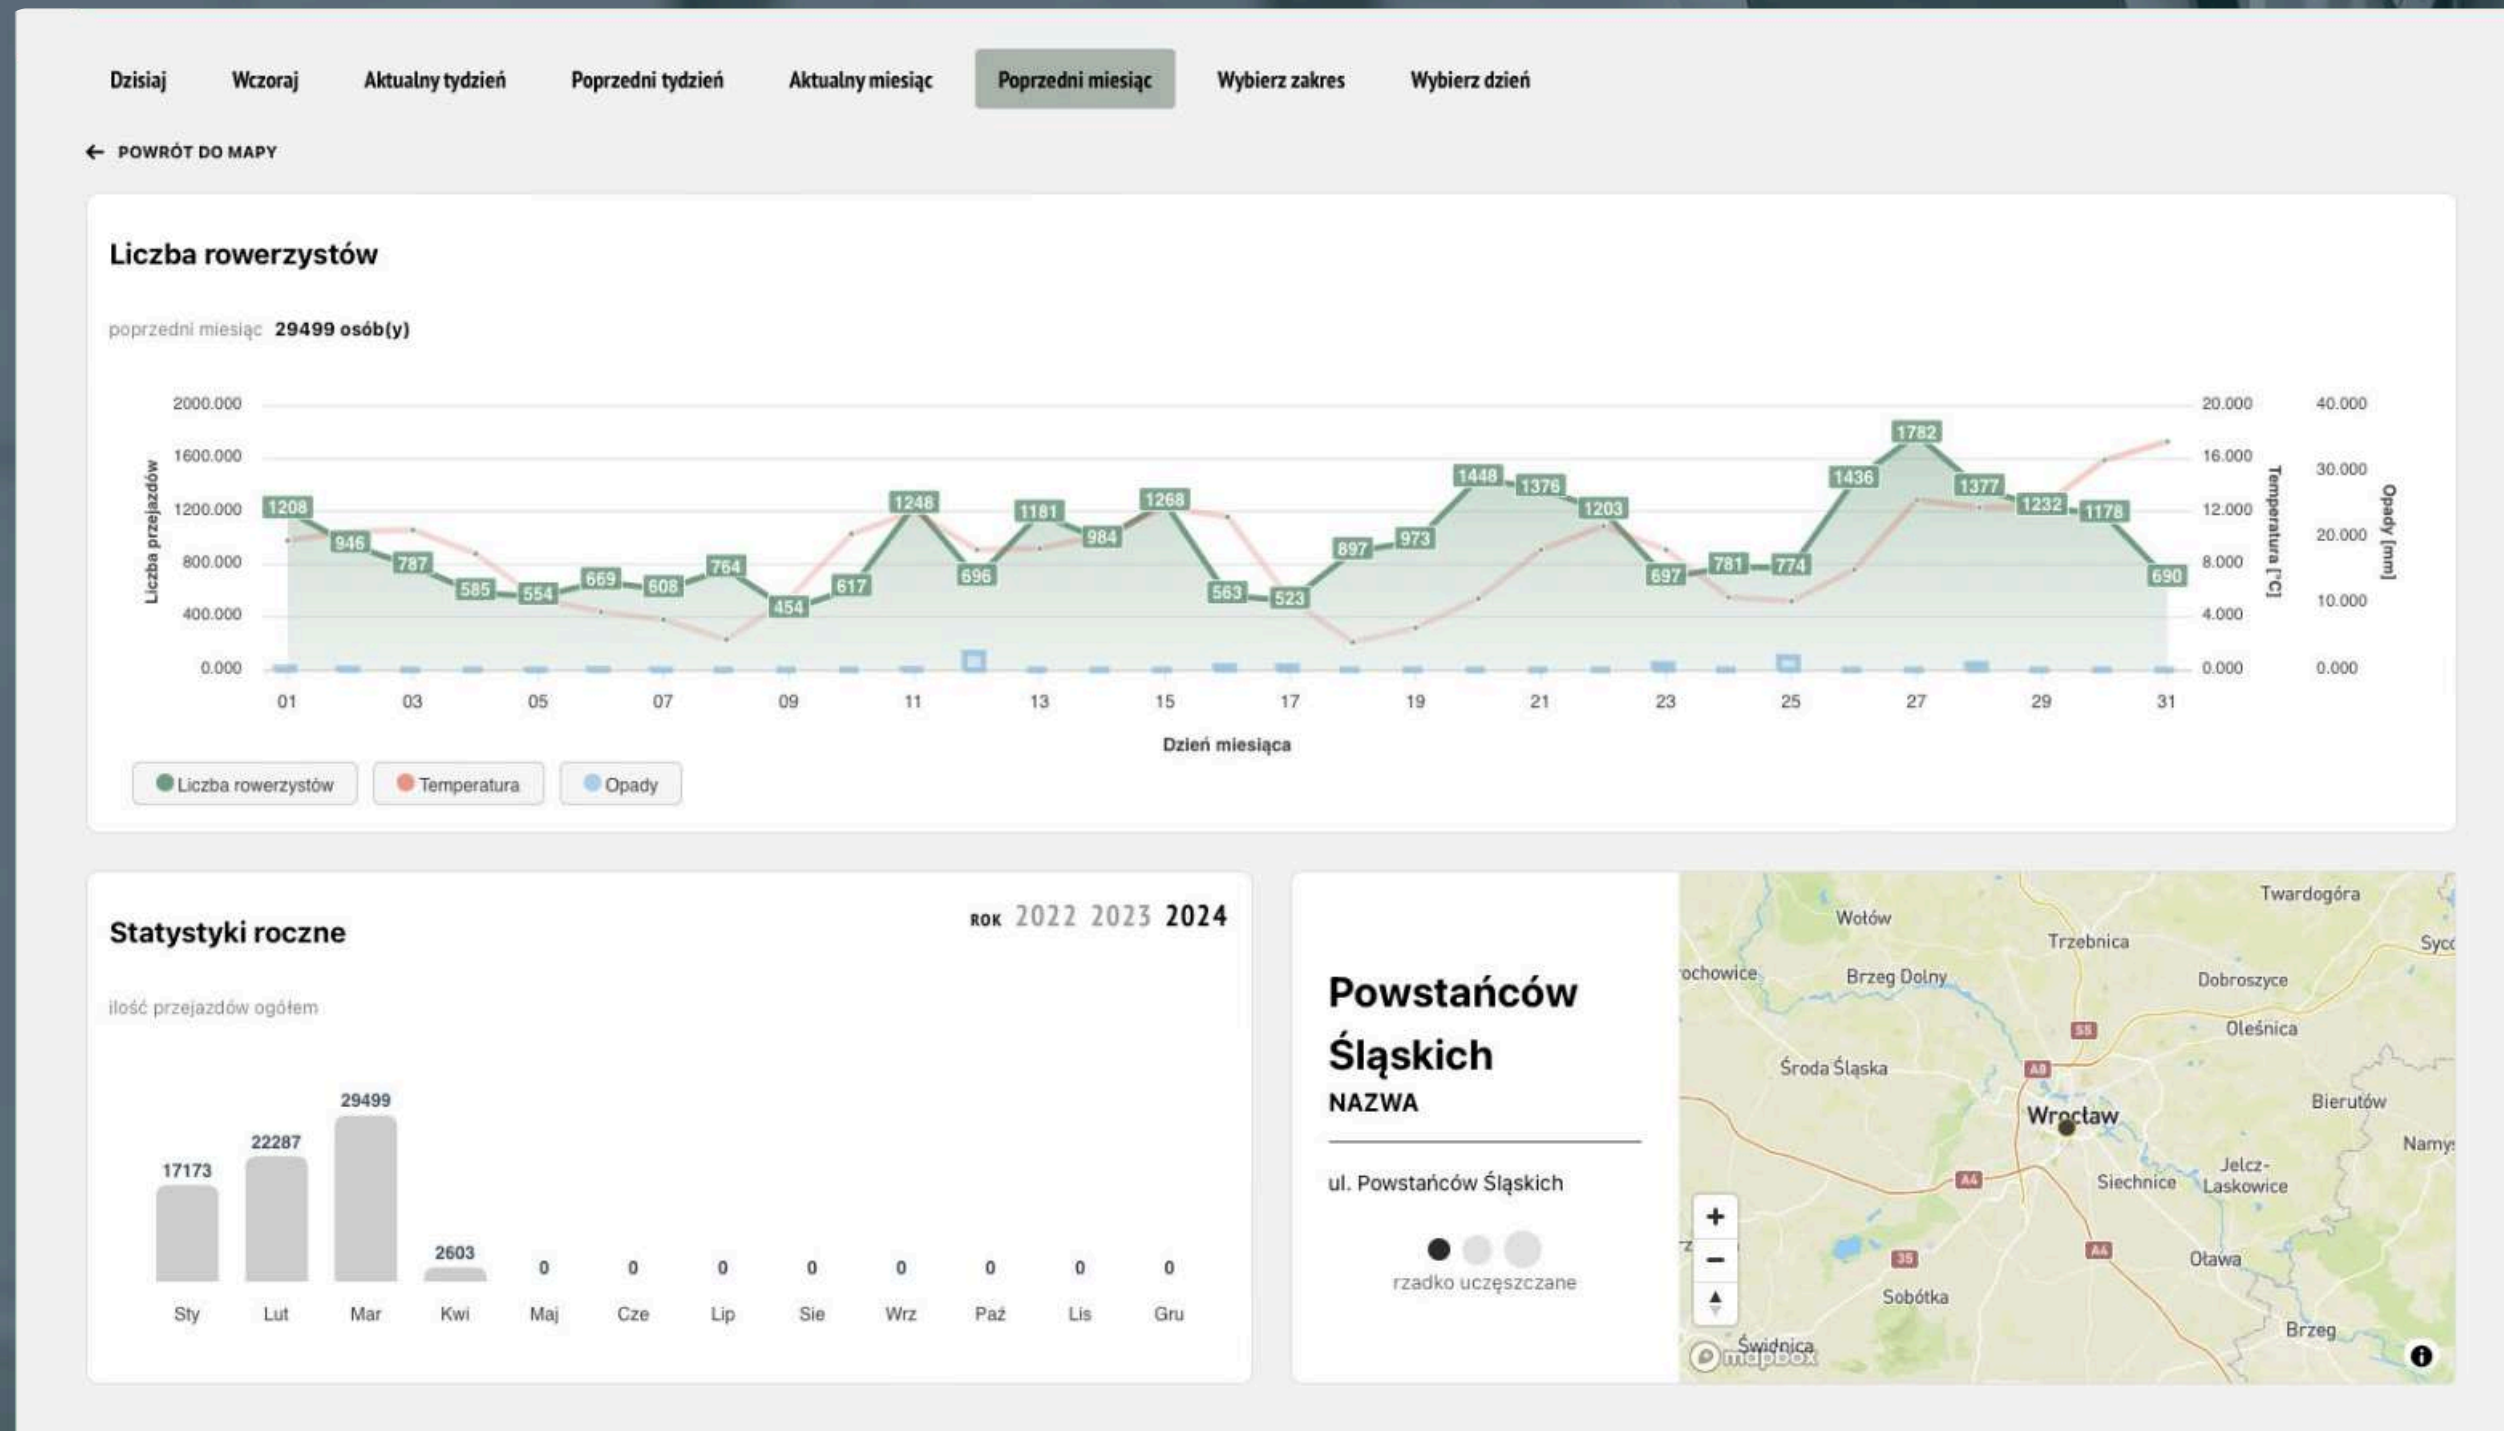 Dzisiaj Wczoraj Aktualny tydzień Poprzedni tydzień Aktualny miesiąc Poprzedni miesiąc Wybierz zakres Wybierz dzień
← POWRÓT DO MAPY
Liczba rowerzystów
poprzedni miesiąc 29499 osób(y)
Liczba przejazdów
2000.000
1600.000
1200.000
800.000
400.000
0.000
1208 946 787 585 554 669 608 764 454 617 1248 696 1181 984 1268 563 523 897 973 1448 1376 1203 697 781 774 1436 1782 1377 1232 1178 690
20.000
16.000
12.000
8.000
4.000
0.000
Temperatura [°C]
40.000
30.000
20.000
10.000
0.000
Opady [mm]
01 03 05 07 09 11 13 15 17 19 21 23 25 27 29 31
Dzień miesiąca
Liczba rowerzystów Temperatura Opady
Statystyki roczne
ROK 2022 2023 2024
ilość przejazdów ogółem
17173 22287 29499 2603 0 0 0 0 0 0 0 0
Sty Lut Mar Kwi Maj Cze Lip Sie Wrz Paź Lis Gru
Powstańców
Śląskich
NAZWA
ul. Powstańców Śląskich
rzadko uczęszczane
Twardogóra
Wołów
Trzebnica
Syco
ochowice
Brzeg Dolny
Dobroszyce
S5
Oleśnica
Środa Śląska
A8
Bierutów
Wrocław
Namys
Jelcz-
Laskowice
Siechnice
A4
A4
35
Oława
Sobótka
Brzeg
Świdnica
mapbox